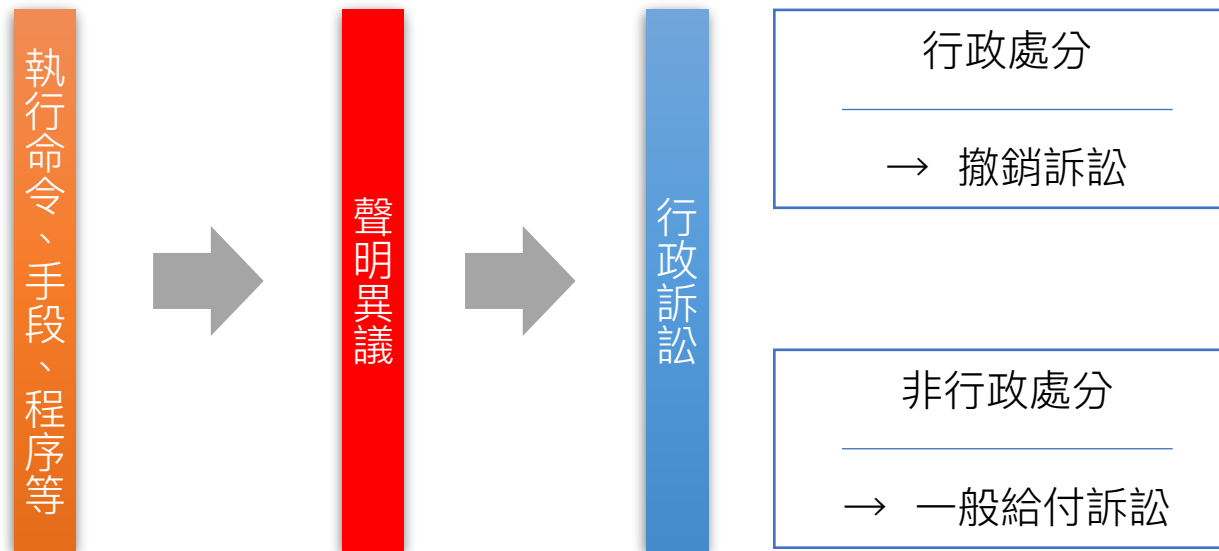 執行命令、手段、程序等
聲明異議
行政訴訟
行政處分
→ 撤銷訴訟
非行政處分
→ 一般給付訴訟